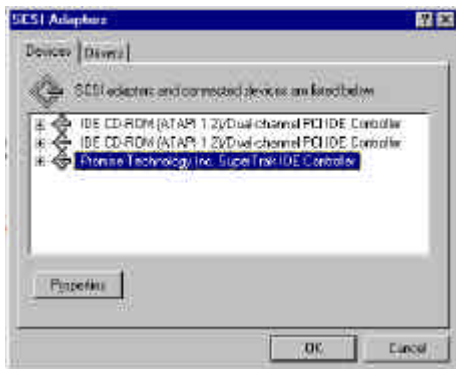 SCSI Adapters
Devices Drivers
SCSI adapters and connected devices are listed below.
IDE CD-ROM (ATAPI 1.2)/Dual-channel PCI IDE Controller
IDE CD-ROM (ATAPI 1.2)/Dual-channel PCI IDE Controller
Promise Technology, Inc. SuperTrak IDE Controller
Properties
OK Cancel